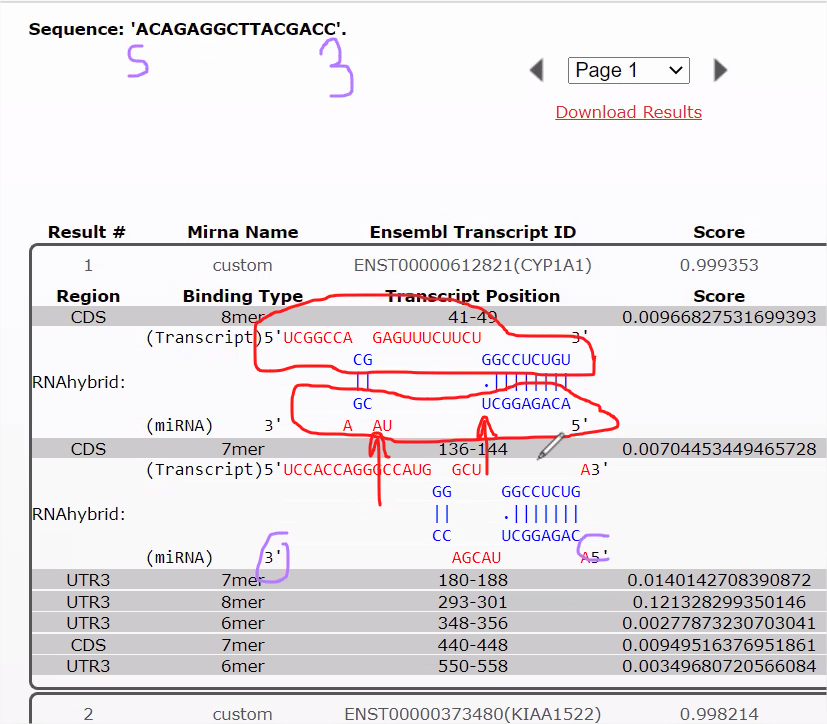 Sequence: 'ACAGAGGCTTACGACC'.
5 3
Page 1
Download Results
Result # Mirna Name Ensembl Transcript ID Score
1 custom ENST00000612821(CYP1A1) 0.999353
Region Binding Type Transcript Position Score
CDS 8mer 41-49 0.00966827531699393
(Transcript)5'UCGGCCA GAGUUUCUUCU 3'
CG GGCCUCUGU
RNAhybrid: || .||||||||
GC UCGGAGACA
(miRNA) 3' A AU 5'
CDS 7mer 136-144 0.00704453449465728
(Transcript)5'UCCACCAGGGCCAUG GCU A3'
GG GGCCUCUG
RNAhybrid: || .|||||||
CC UCGGAGAC
(miRNA) 3' AGCAU A5'
UTR3 7mer 180-188 0.0140142708390872
UTR3 8mer 293-301 0.121328299350146
UTR3 6mer 348-356 0.00277873230703041
CDS 7mer 440-448 0.00949516376951861
UTR3 6mer 550-558 0.00349680720566084
2 custom ENST00000373480(KIAA1522) 0.998214